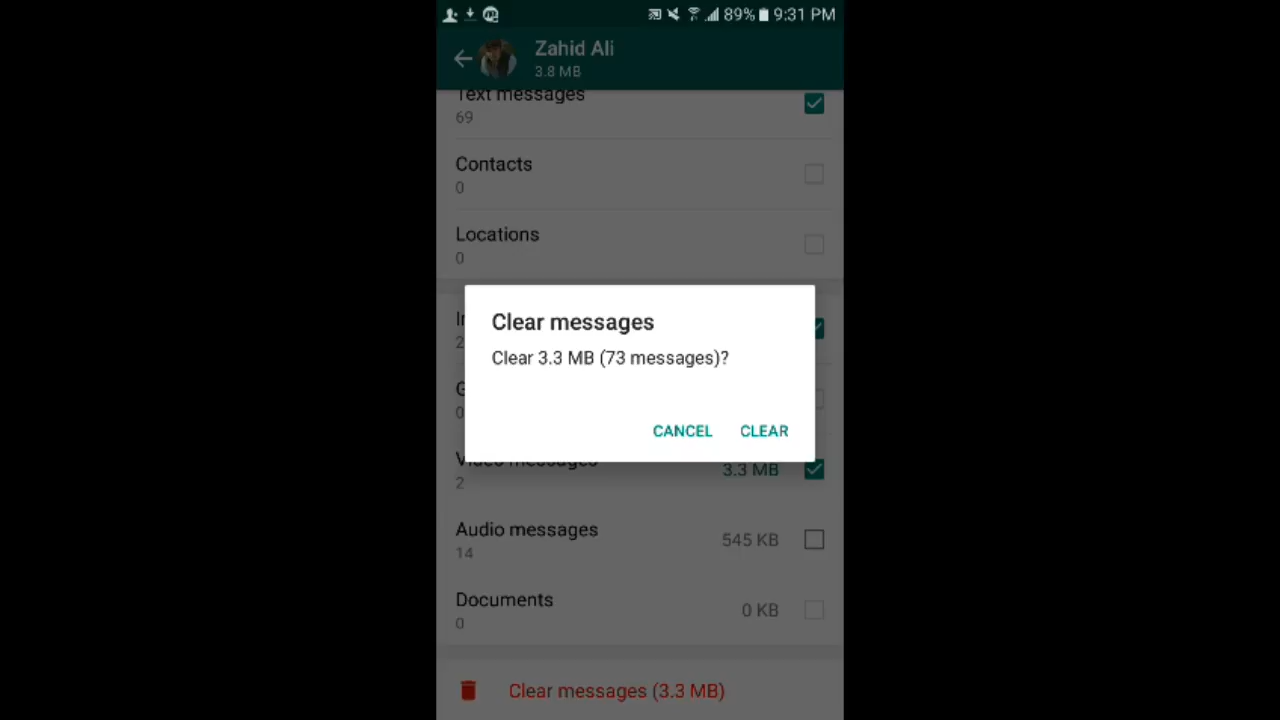 89% 9:31 PM
Zahid Ali
3.8 MB
Text messages
69
Contacts
0
Locations
0
Clear messages
Clear 3.3 MB (73 messages)?
CANCEL CLEAR
Video messages 3.3 MB
2
Audio messages 545 KB
14
Documents 0 KB
0
Clear messages (3.3 MB)